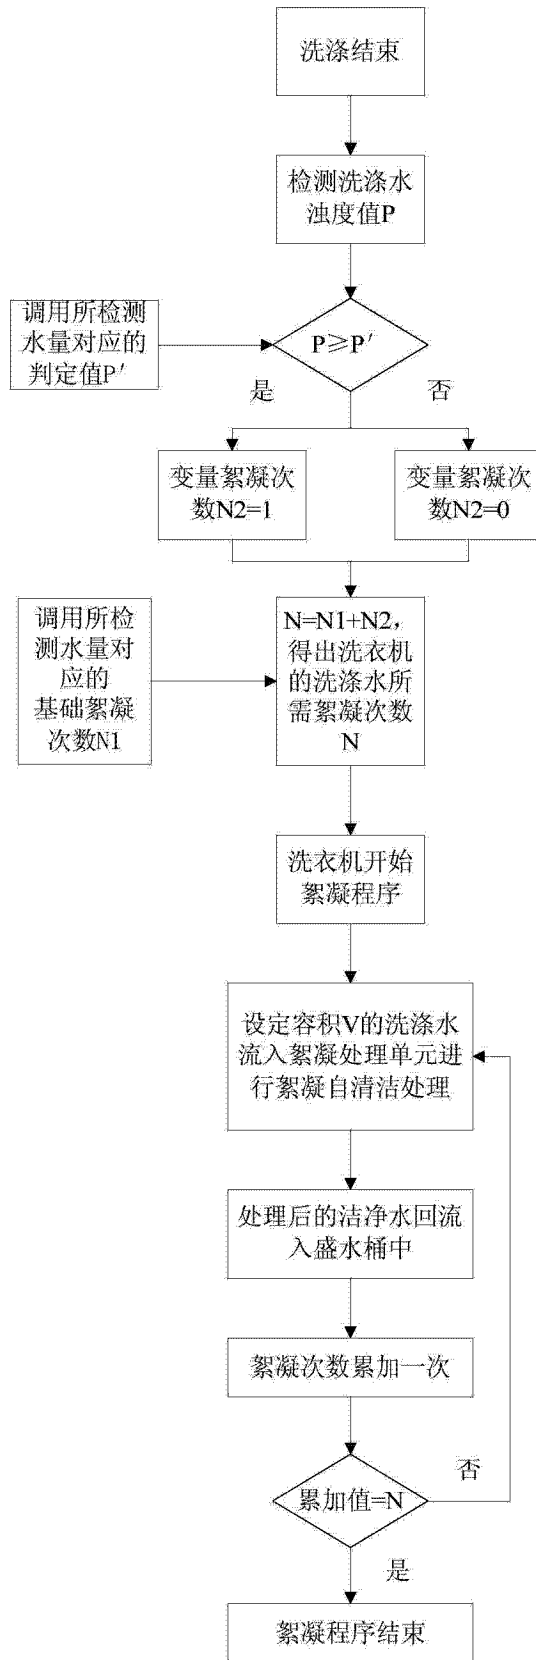 洗涤结束
检测洗涤水
浊度值P
调用所检测
水量对应的
判定值P′
P≥P′
是
否
变量絮凝次
数N2=1
变量絮凝次
数N2=0
调用所检
测水量对
应的
基础絮凝
次数N1
N=N1+N2，
得出洗衣机
的洗涤水所
需絮凝次数
N
洗衣机开始
絮凝程序
设定容积V的洗涤水
流入絮凝处理单元进
行絮凝自清洁处理
处理后的洁净水回流
入盛水桶中
絮凝次数累加一次
累加值=N
否
是
絮凝程序结束